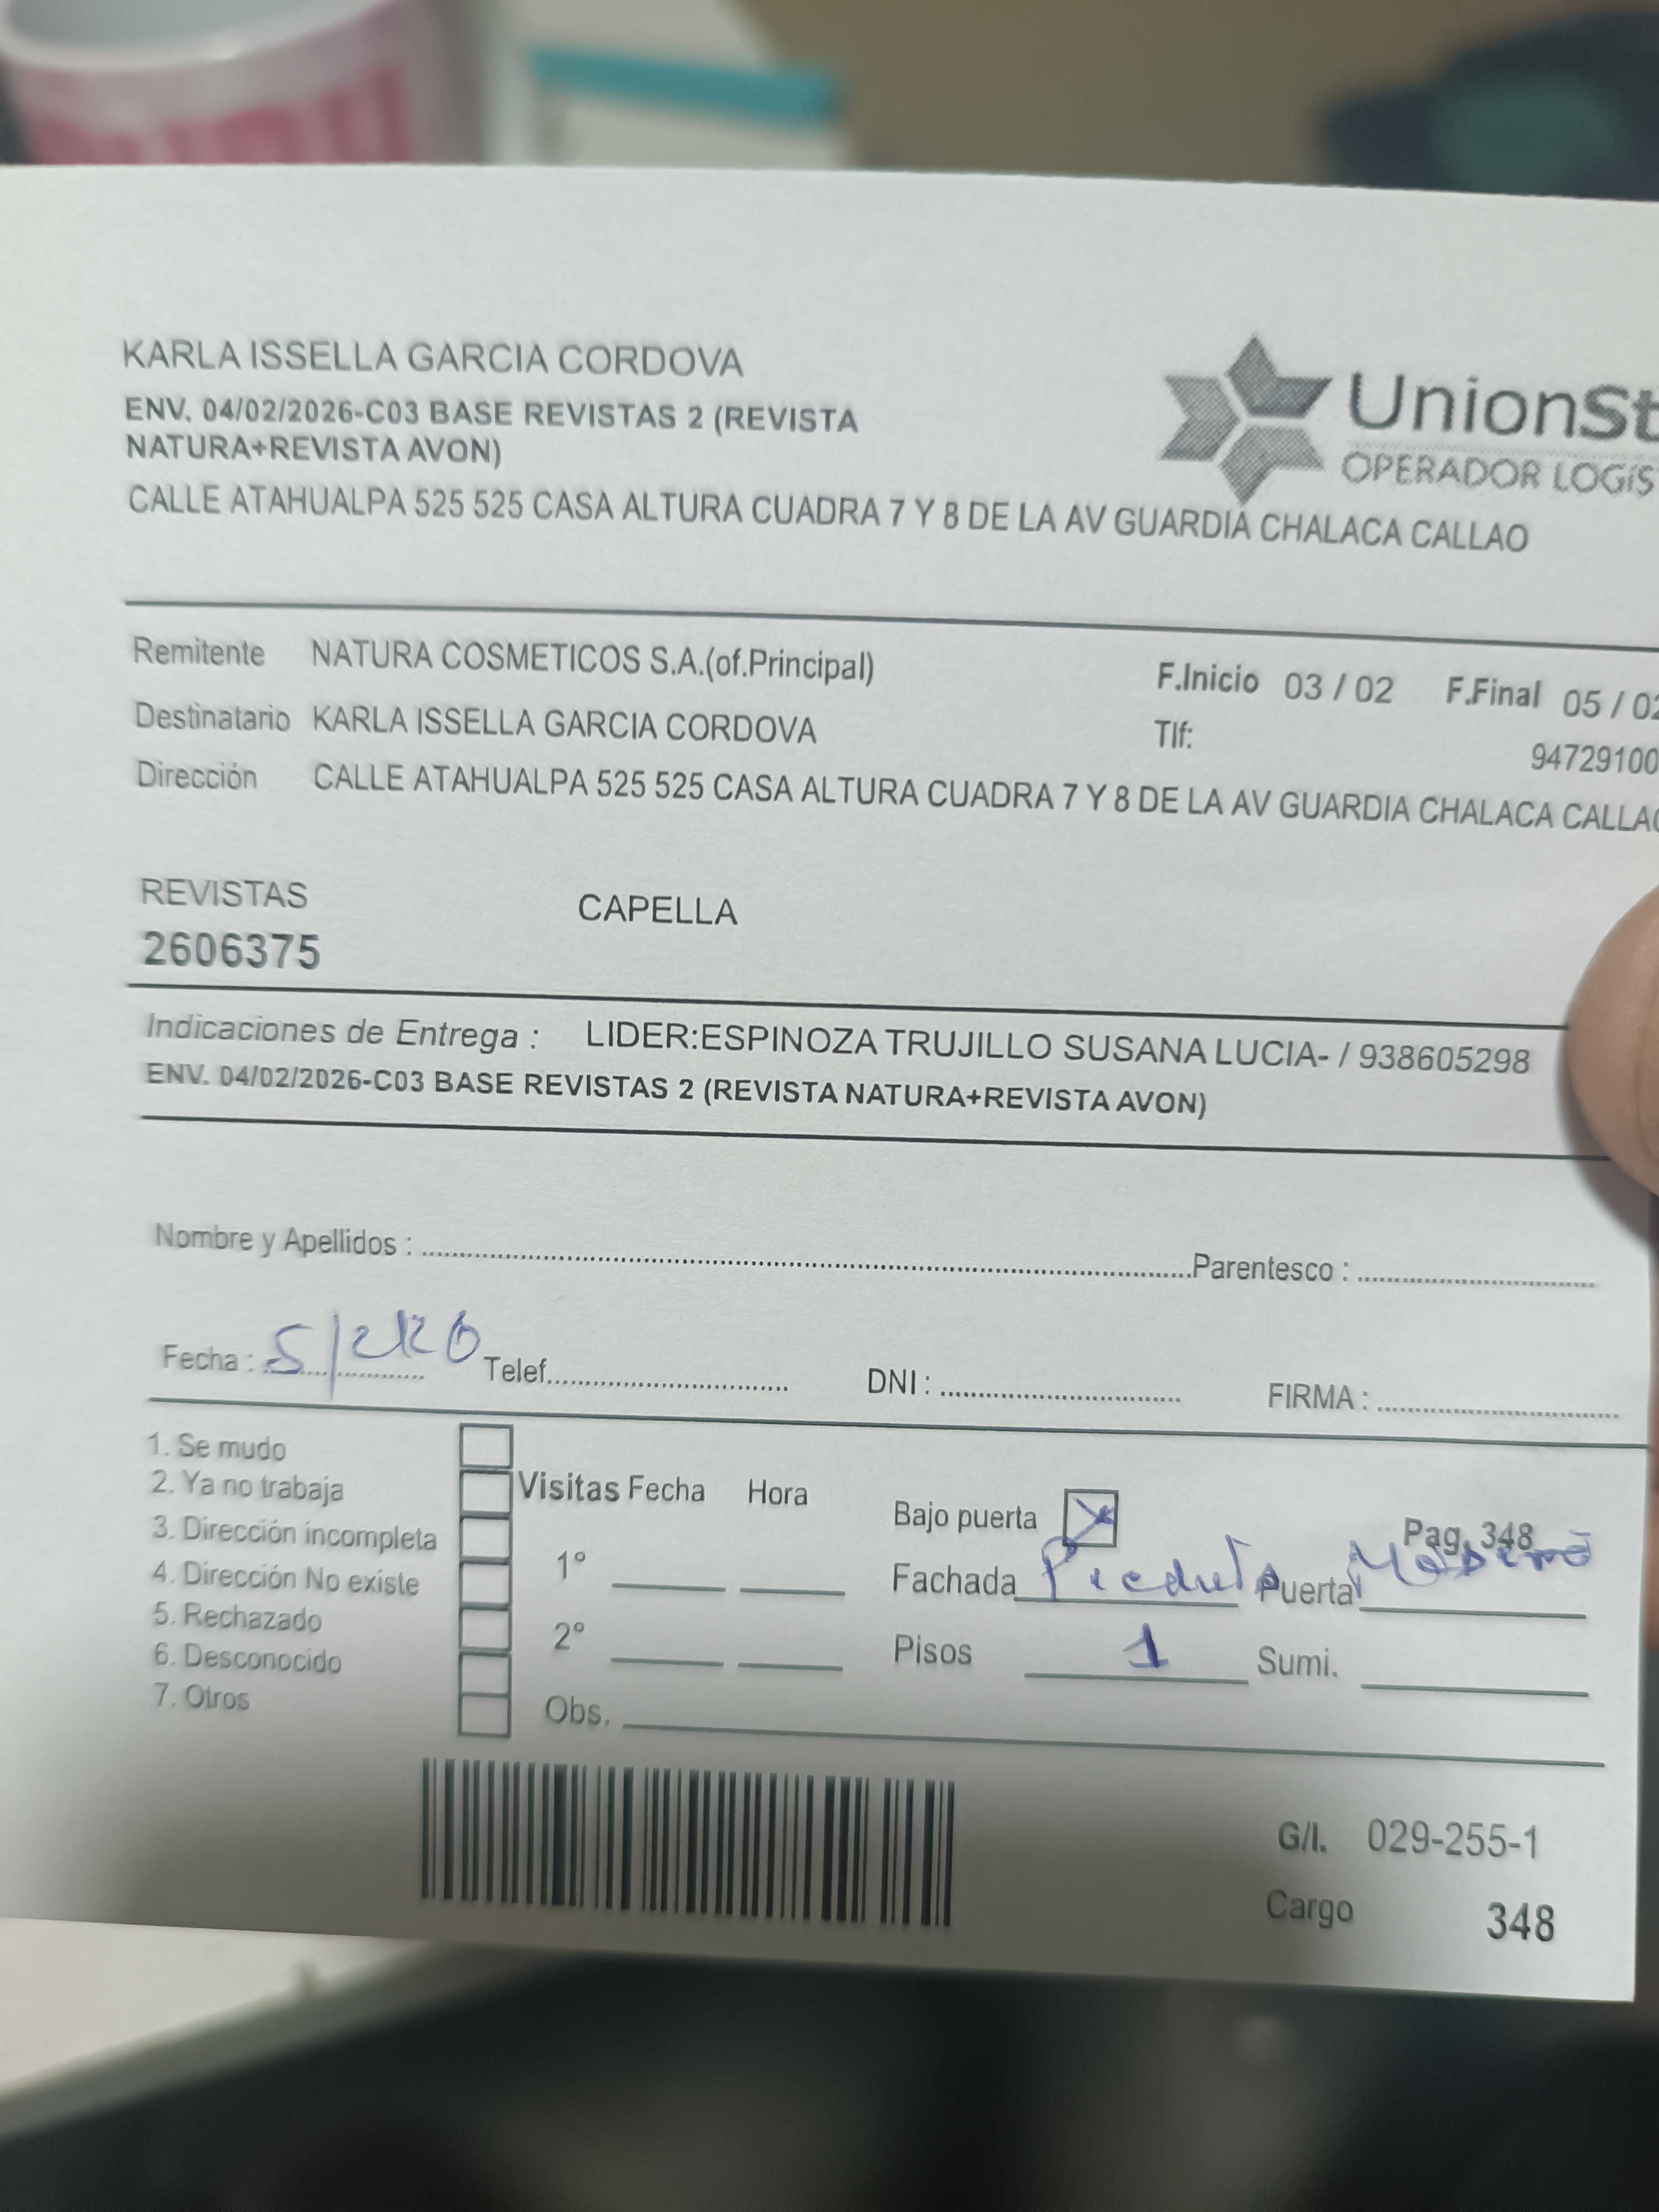 KARLA ISSELLA GARCIA CORDOVA
ENV. 04/02/2026-C03 BASE REVISTAS 2 (REVISTA
NATURA+REVISTA AVON)
CALLE ATAHUALPA 525 525 CASA ALTURA CUADRA 7 Y 8 DE LA AV GUARDIA CHALACA CALLAO
UnionSt
OPERADOR LOGÍS
Remitente NATURA COSMETICOS S.A.(of.Principal) F.Inicio 03 / 02 F.Final 05 / 02
Destinatario KARLA ISSELLA GARCIA CORDOVA Tlf: 94729100
Dirección CALLE ATAHUALPA 525 525 CASA ALTURA CUADRA 7 Y 8 DE LA AV GUARDIA CHALACA CALLAO
REVISTAS CAPELLA
2606375
Indicaciones de Entrega : LIDER:ESPINOZA TRUJILLO SUSANA LUCIA- / 938605298
ENV. 04/02/2026-C03 BASE REVISTAS 2 (REVISTA NATURA+REVISTA AVON)
Nombre y Apellidos : Parentesco :
Fecha : Telef. DNI : FIRMA :
1. Se mudo
2. Ya no trabaja
3. Dirección incompleta
4. Dirección No existe
5. Rechazado
6. Desconocido
7. Otros
Visitas Fecha Hora
1°
2°
Obs.
Bajo puerta X Pag. 348
Fachada Puerta
Pisos 1 Sumi.
G/I. 029-255-1
Cargo 348